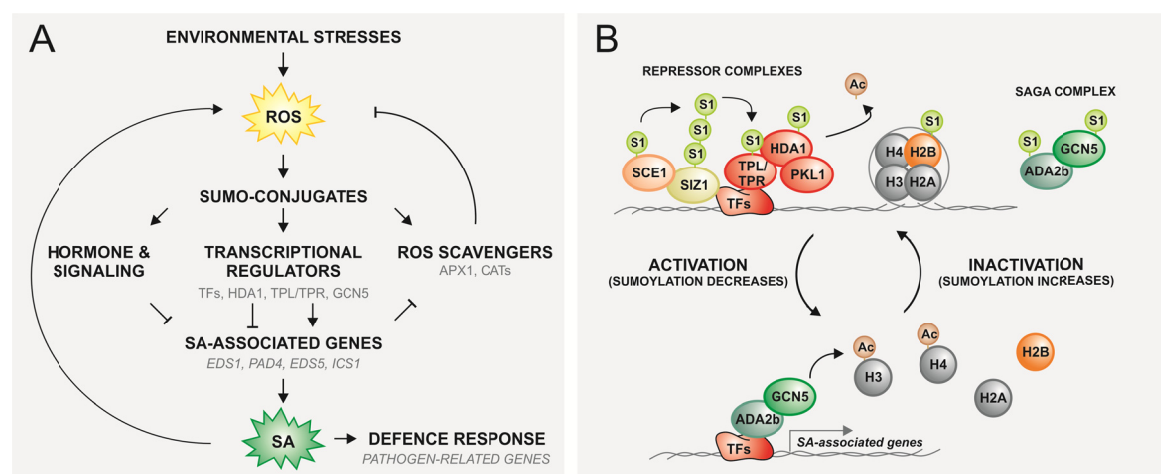 A
ENVIRONMENTAL STRESSES
ROS
SUMO-CONJUGATES
HORMONE &
SIGNALING
TRANSCRIPTIONAL
REGULATORS
TFs, HDA1, TPL/TPR, GCN5
ROS SCAVENGERS
APX1, CATs
SA-ASSOCIATED GENES
EDS1, PAD4, EDS5, ICS1
SA
DEFENCE RESPONSE
PATHOGEN-RELATED GENES
B
REPRESSOR COMPLEXES
Ac
SAGA COMPLEX
S1
S1
S1
S1
S1
S1
S1
S1
S1
SCE1
SIZ1
TPL/
TPR
HDA1
PKL1
TFs
H4
H2B
H3
H2A
GCN5
ADA2b
ACTIVATION
(SUMOYLATION DECREASES)
INACTIVATION
(SUMOYLATION INCREASES)
Ac
H3
Ac
H4
H2B
H2A
GCN5
ADA2b
TFs
SA-associated genes